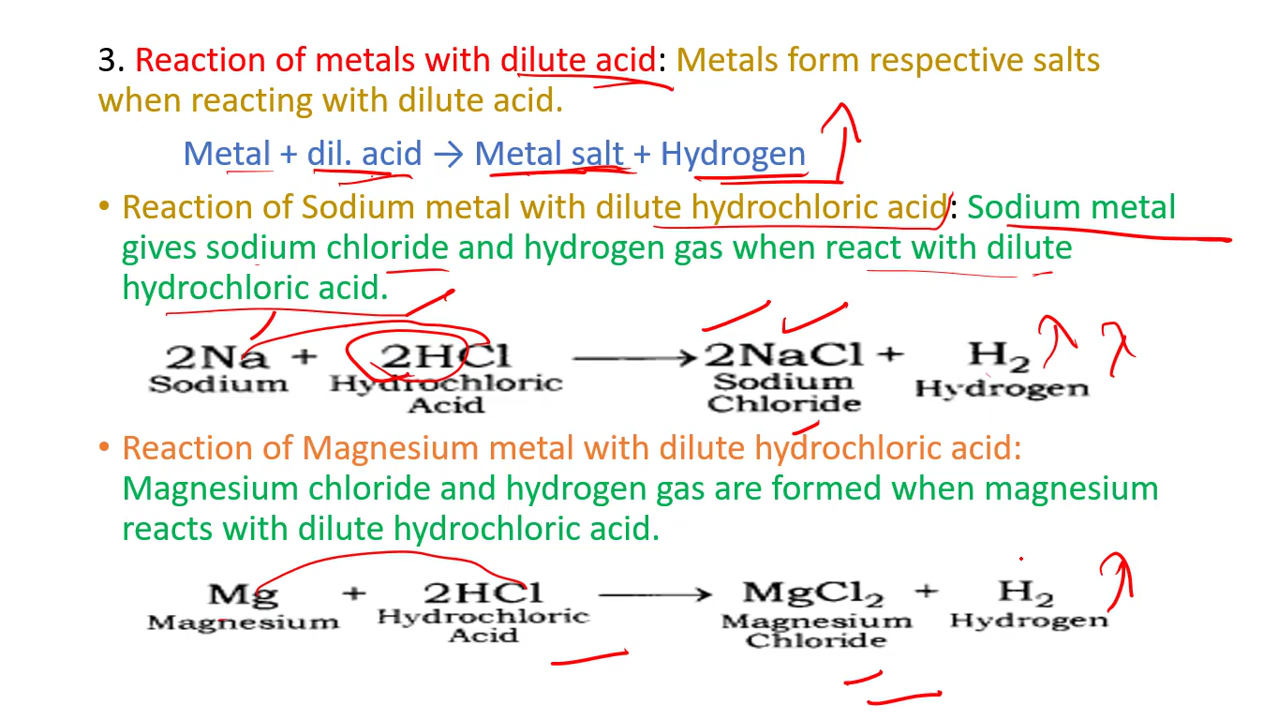 3. Reaction of metals with dilute acid: Metals form respective salts
when reacting with dilute acid.
Metal + dil. acid → Metal salt + Hydrogen
• Reaction of Sodium metal with dilute hydrochloric acid: Sodium metal
gives sodium chloride and hydrogen gas when react with dilute
hydrochloric acid.
2Na + 2HCl ⟶ 2NaCl + H₂
Sodium Hydrochloric Sodium Hydrogen
Acid Chloride
• Reaction of Magnesium metal with dilute hydrochloric acid:
Magnesium chloride and hydrogen gas are formed when magnesium
reacts with dilute hydrochloric acid.
Mg + 2HCl ⟶ MgCl₂ + H₂
Magnesium Hydrochloric Magnesium Hydrogen
Acid Chloride